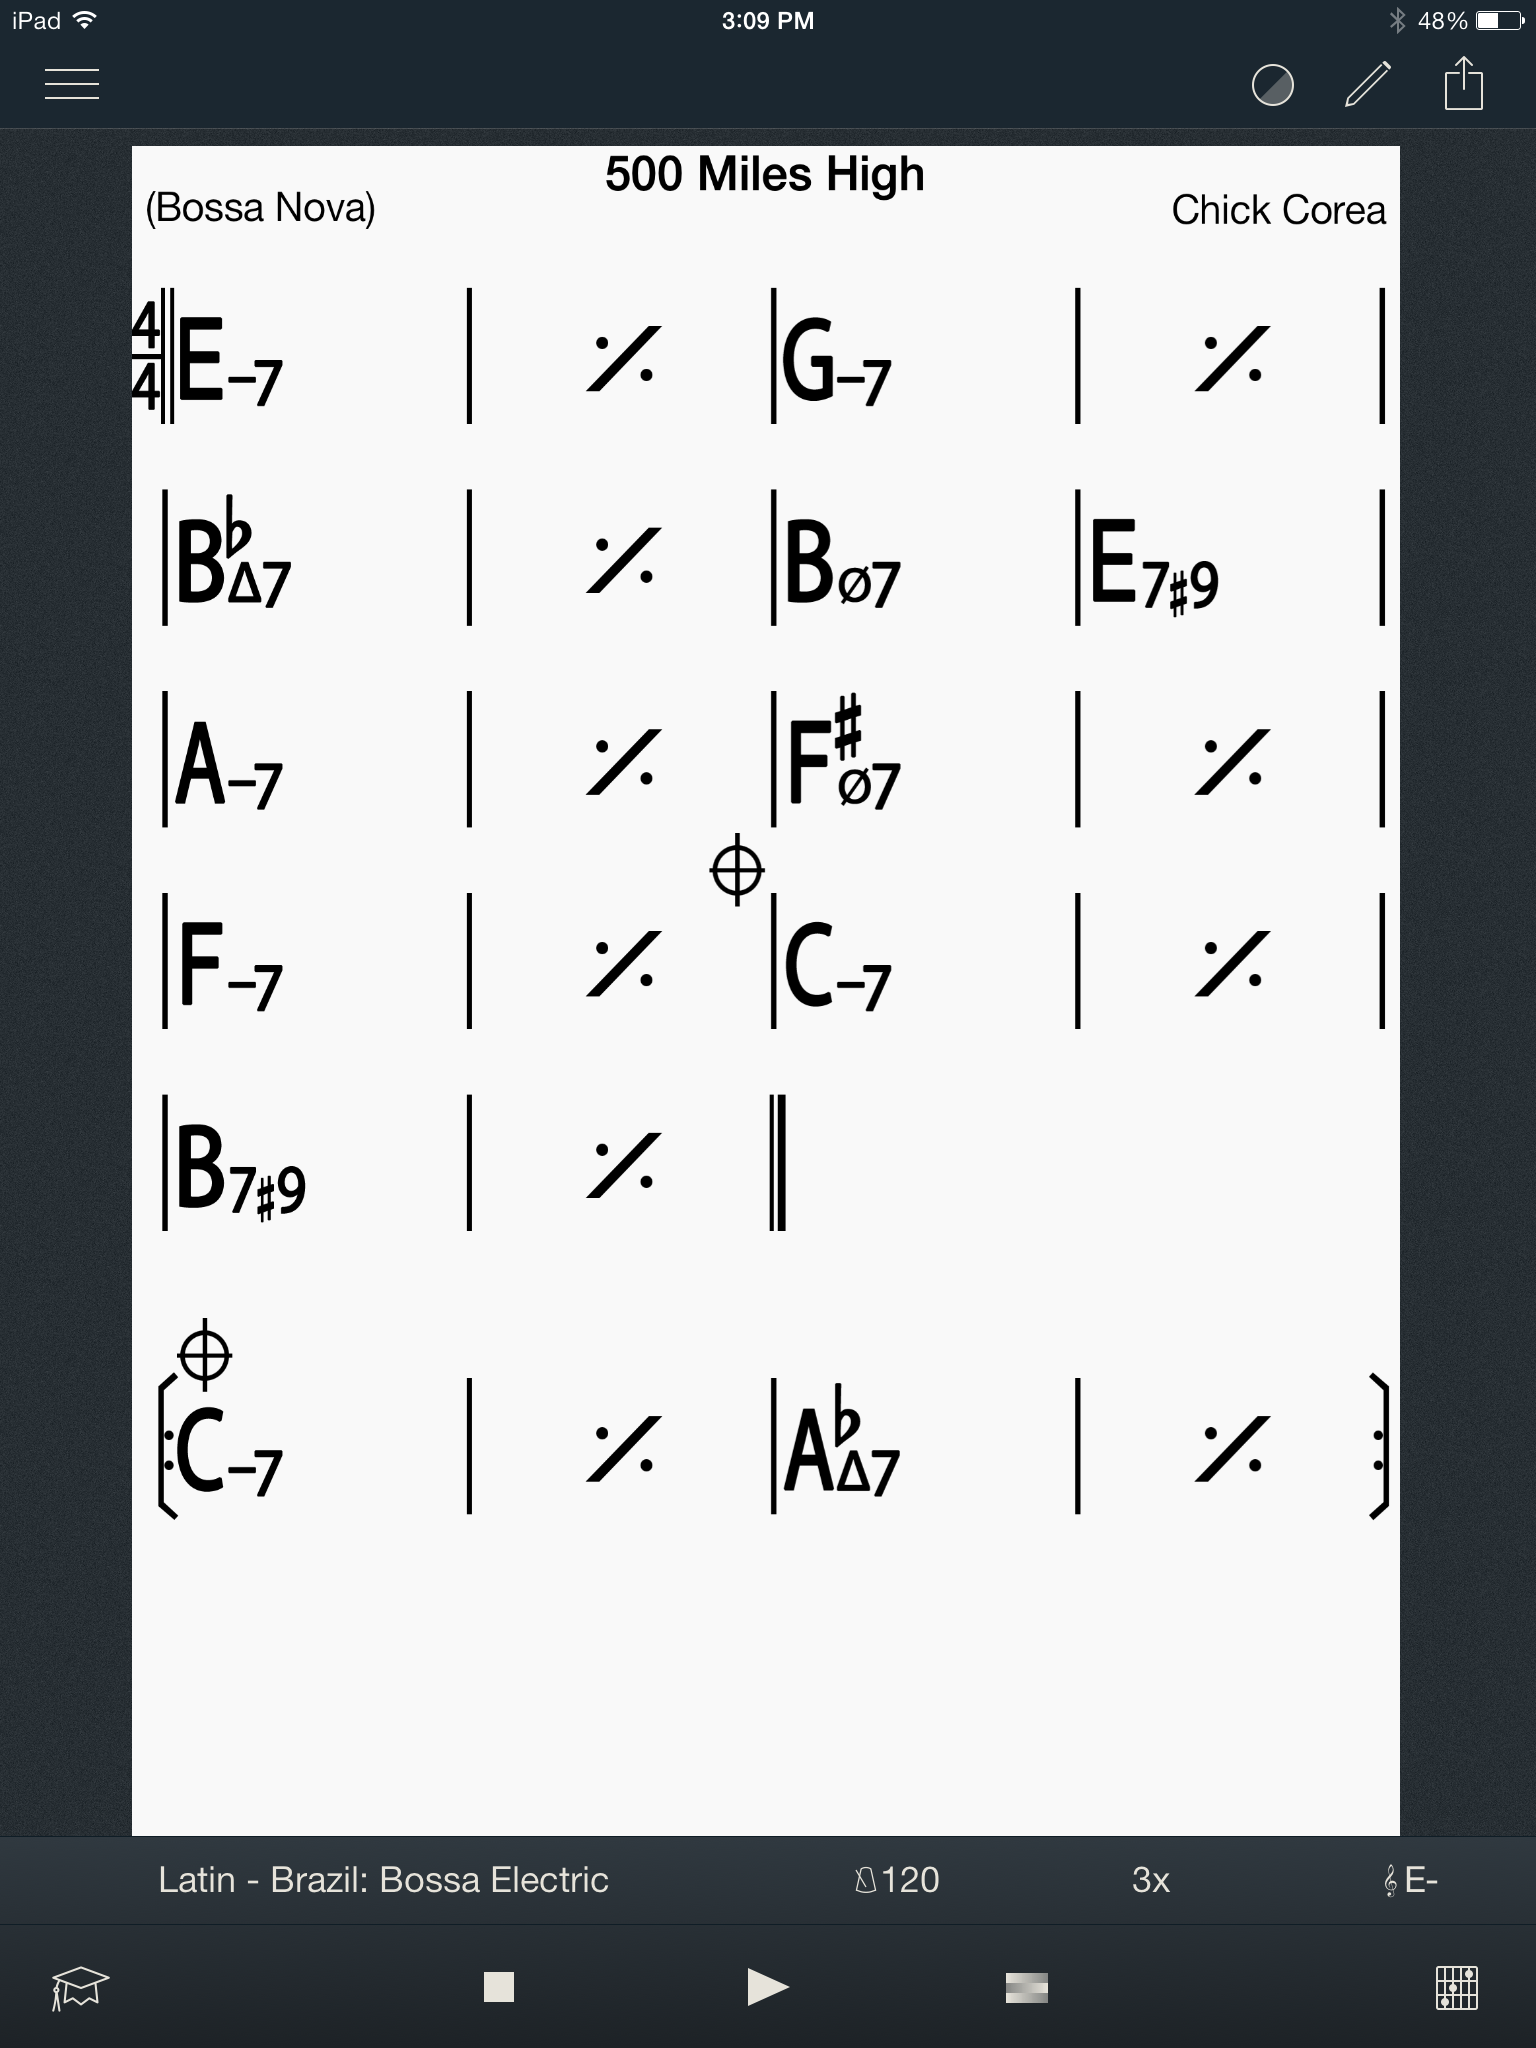 iPad 3:09 PM 48%
500 Miles High
(Bossa Nova) Chick Corea
4/4 E–7 | 𝄎 | G–7 | 𝄎
B♭Δ7 | 𝄎 | Bø7 | E7♯9
A–7 | 𝄎 | F♯ø7 | 𝄎
F–7 | 𝄎 𝄌 | C–7 | 𝄎
B7♯9 | 𝄎
𝄌
C–7 | 𝄎 | A♭Δ7 | 𝄎
Latin - Brazil: Bossa Electric 120 3x E-